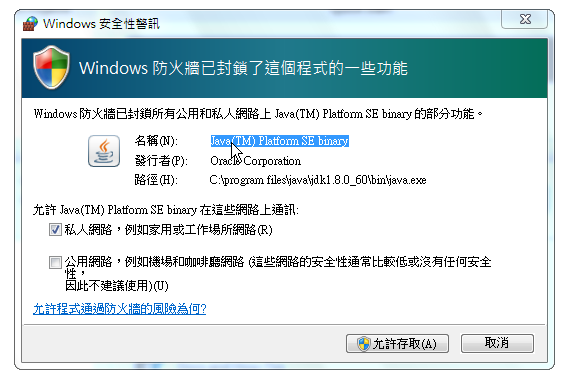 Windows 安全性警訊
Windows 防火牆已封鎖了這個程式的一些功能
Windows 防火牆已封鎖所有公用和私人網路上 Java(TM) Platform SE binary 的部分功能。
名稱(N): Java(TM) Platform SE binary
發行者(P): Oracle Corporation
路徑(H): C:\program files\java\jdk1.8.0_60\bin\java.exe
允許 Java(TM) Platform SE binary 在這些網路上通訊:
私人網路，例如家用或工作場所網路(R)
公用網路，例如機場和咖啡廳網路 (這些網路的安全性通常比較低或沒有任何安全
性，
因此不建議使用)(U)
允許程式通過防火牆的風險為何?
允許存取(A) 取消